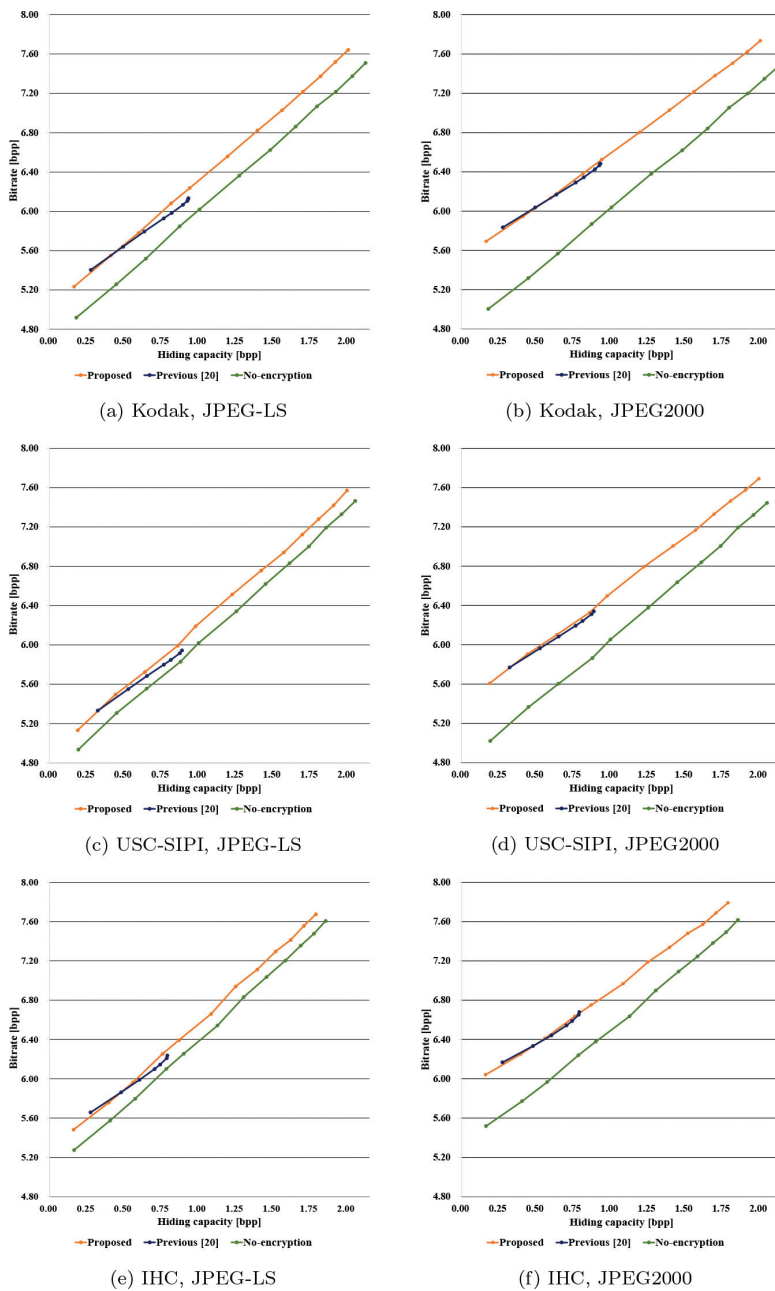 8.00 8.00
7.60 7.60
7.20 7.20
6.80 6.80
6.40 6.40
6.00 6.00
5.60 5.60
5.20 5.20
4.80 4.80
Bitrate [bpp] Bitrate [bpp]
0.00 0.25 0.50 0.75 1.00 1.25 1.50 1.75 2.00 0.00 0.25 0.50 0.75 1.00 1.25 1.50 1.75 2.00
Hiding capacity [bpp] Hiding capacity [bpp]
Proposed Previous [20] No-encryption Proposed Previous [20] No-encryption
(a) Kodak, JPEG-LS (b) Kodak, JPEG2000
8.00 8.00
7.60 7.60
7.20 7.20
6.80 6.80
6.40 6.40
6.00 6.00
5.60 5.60
5.20 5.20
4.80 4.80
Bitrate [bpp] Bitrate [bpp]
0.00 0.25 0.50 0.75 1.00 1.25 1.50 1.75 2.00 0.00 0.25 0.50 0.75 1.00 1.25 1.50 1.75 2.00
Hiding capacity [bpp] Hiding capacity [bpp]
Proposed Previous [20] No-encryption Proposed Previous [20] No-encryption
(c) USC-SIPI, JPEG-LS (d) USC-SIPI, JPEG2000
8.00 8.00
7.60 7.60
7.20 7.20
6.80 6.80
6.40 6.40
6.00 6.00
5.60 5.60
5.20 5.20
4.80 4.80
Bitrate [bpp] Bitrate [bpp]
0.00 0.25 0.50 0.75 1.00 1.25 1.50 1.75 2.00 0.00 0.25 0.50 0.75 1.00 1.25 1.50 1.75 2.00
Hiding capacity [bpp] Hiding capacity [bpp]
Proposed Previous [20] No-encryption Proposed Previous [20] No-encryption
(e) IHC, JPEG-LS (f) IHC, JPEG2000